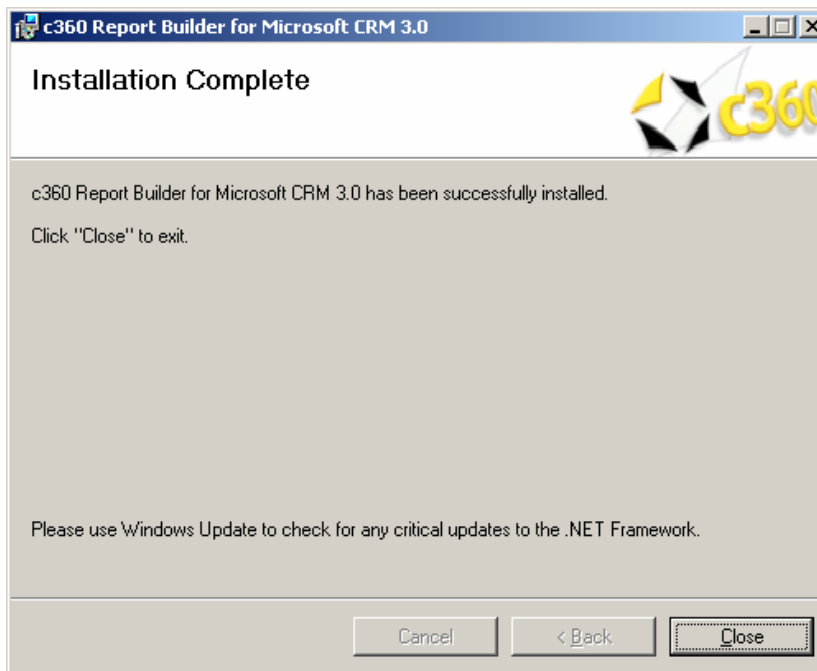 c360 Report Builder for Microsoft CRM 3.0
Installation Complete
c360
c360 Report Builder for Microsoft CRM 3.0 has been successfully installed.
Click "Close" to exit.
Please use Windows Update to check for any critical updates to the .NET Framework.
Cancel
< Back
Close